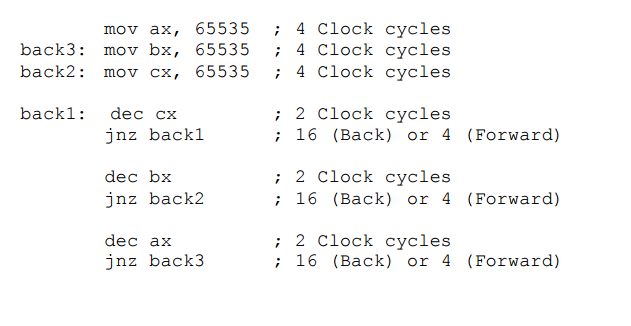 mov ax, 65535 ; 4 Clock cycles
back3: mov bx, 65535 ; 4 Clock cycles
back2: mov cx, 65535 ; 4 Clock cycles
back1: dec cx ; 2 Clock cycles
jnz back1 ; 16 (Back) or 4 (Forward)
dec bx ; 2 Clock cycles
jnz back2 ; 16 (Back) or 4 (Forward)
dec ax ; 2 Clock cycles
jnz back3 ; 16 (Back) or 4 (Forward)